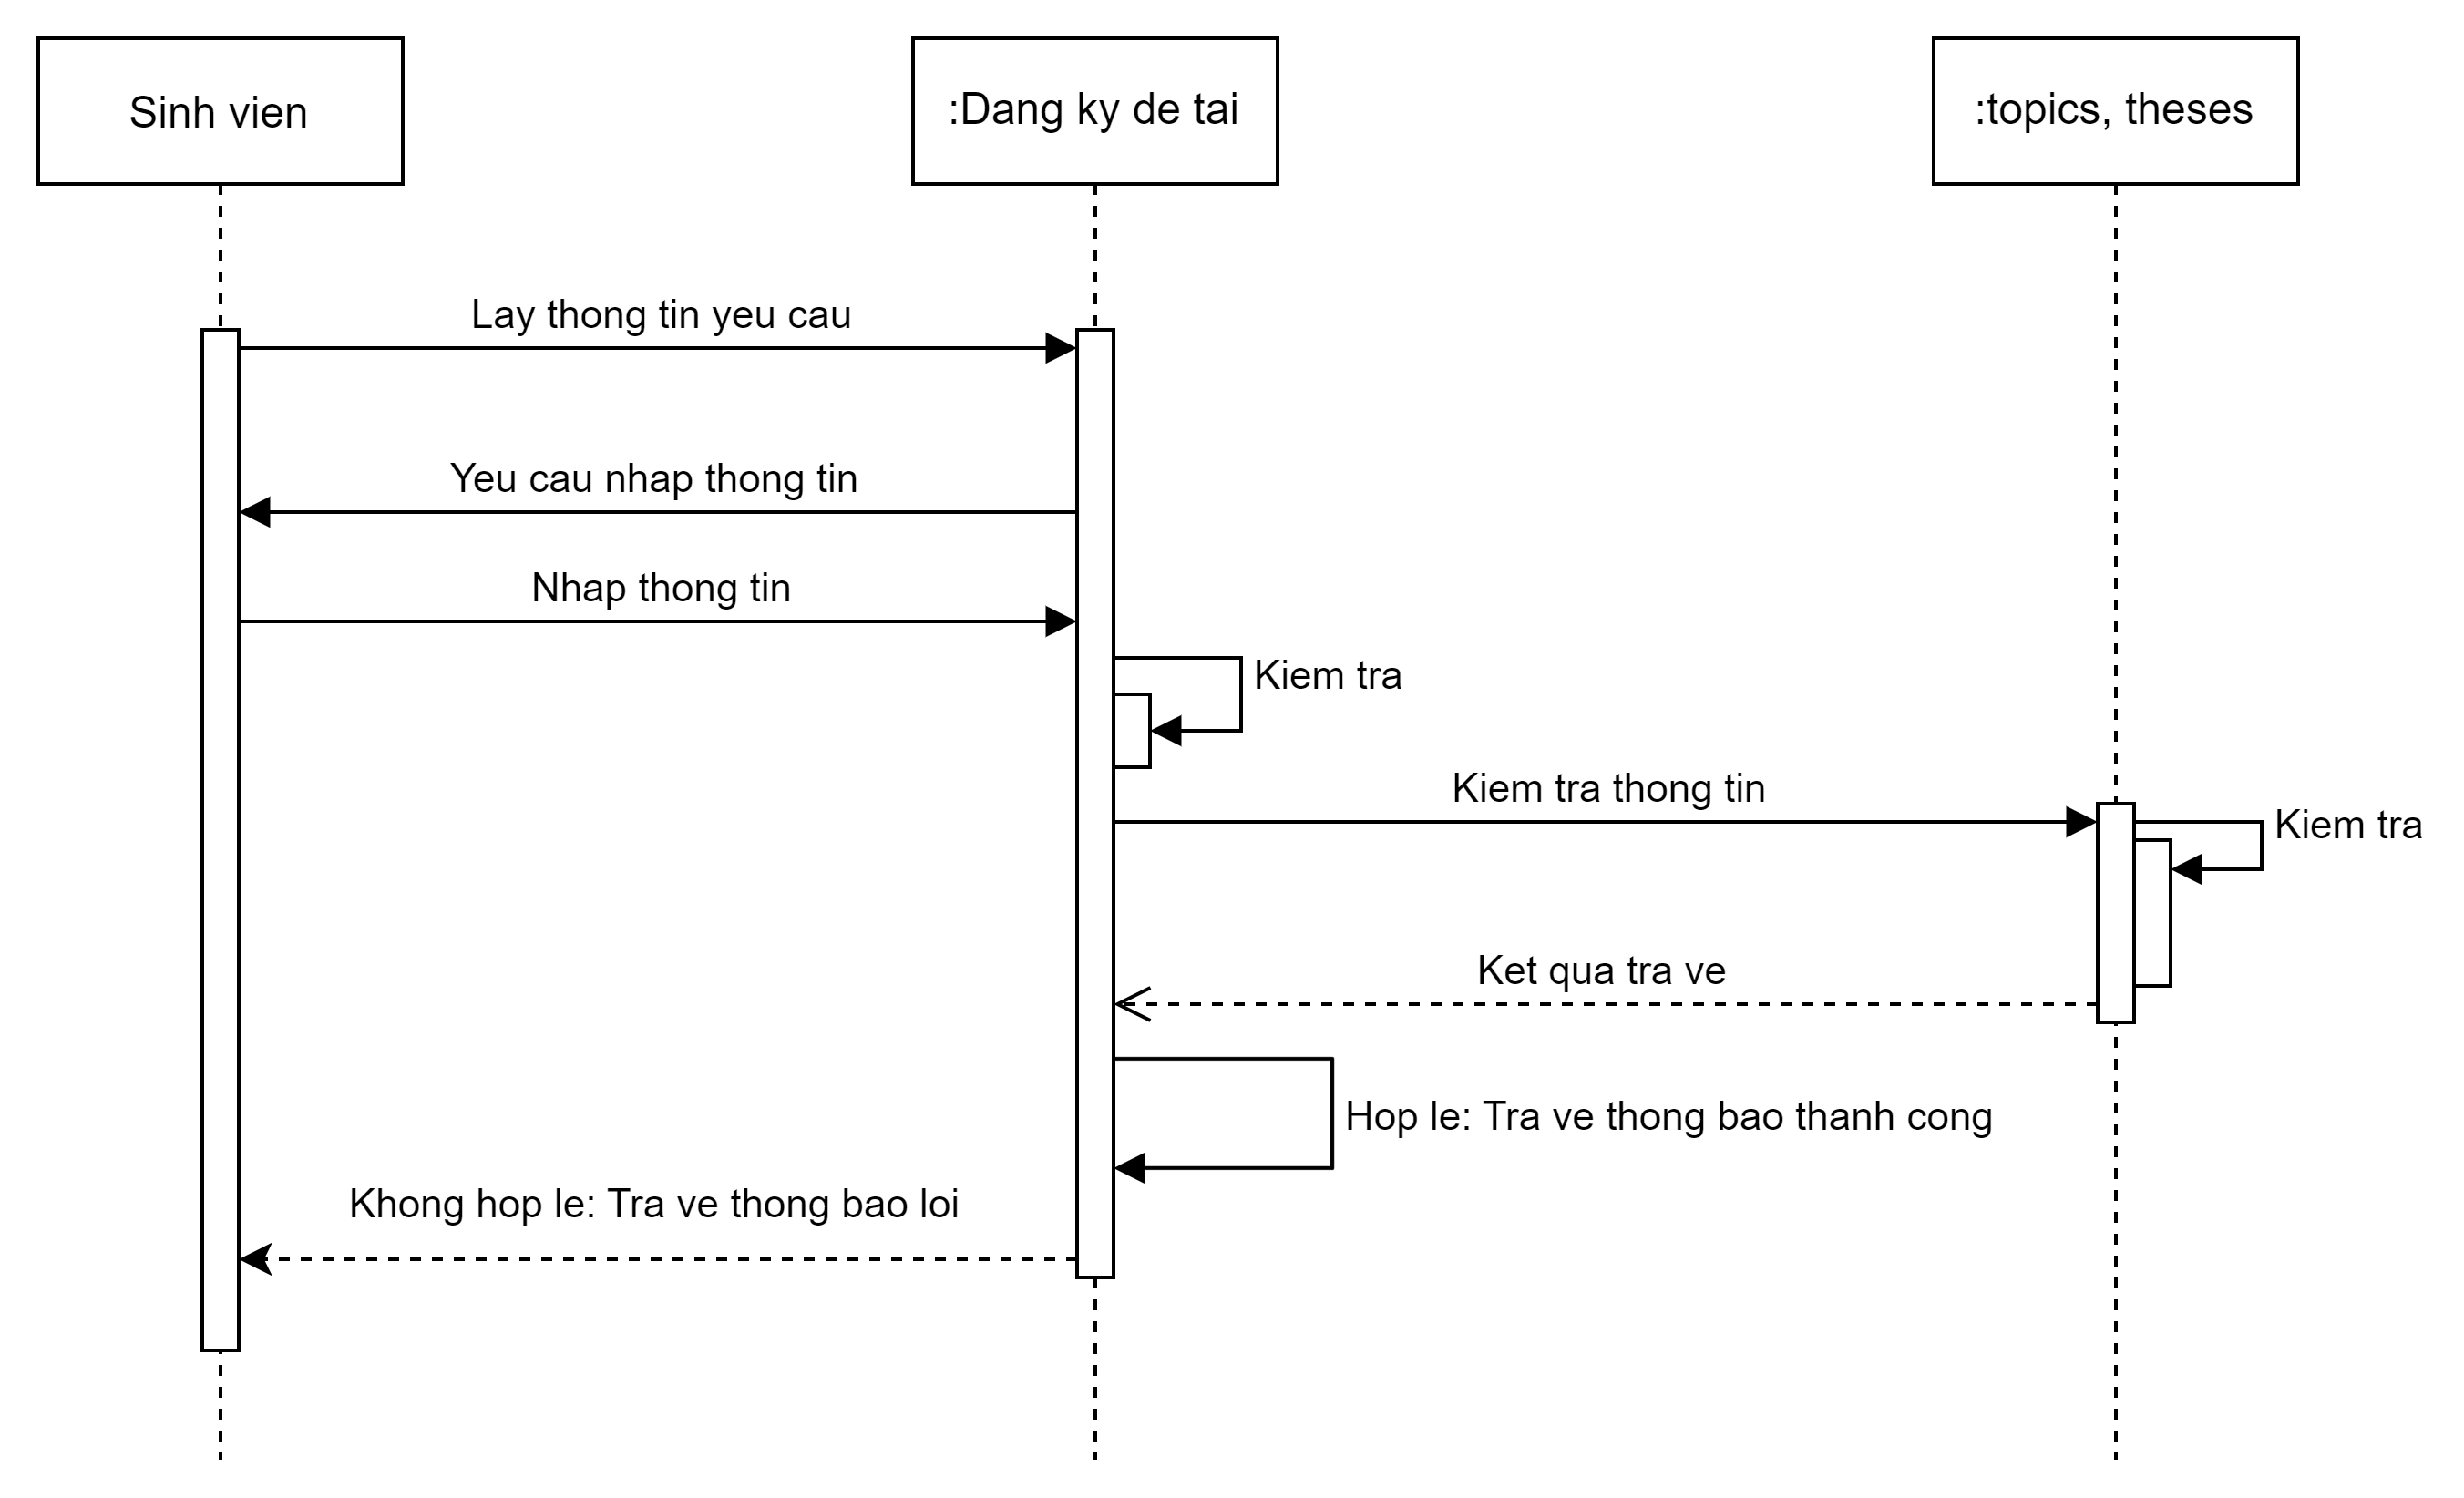 Sinh vien
:Dang ky de tai
:topics, theses
Lay thong tin yeu cau
Yeu cau nhap thong tin
Nhap thong tin
Kiem tra
Kiem tra thong tin
Kiem tra
Ket qua tra ve
Hop le: Tra ve thong bao thanh cong
Khong hop le: Tra ve thong bao loi